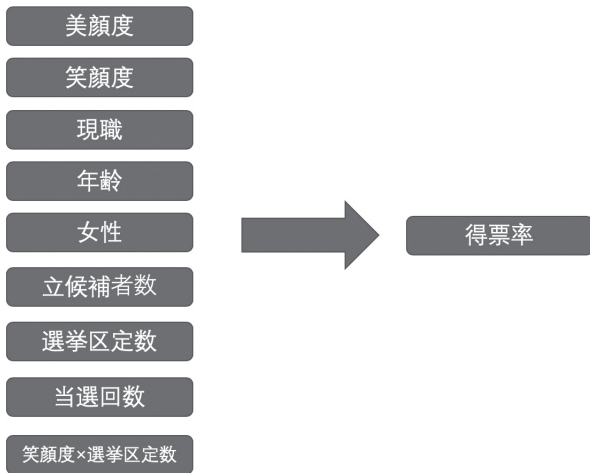 美顔度
笑顔度
現職
年齢
女性
立候補者数
選挙区定数
当選回数
笑顔度×選挙区定数
得票率